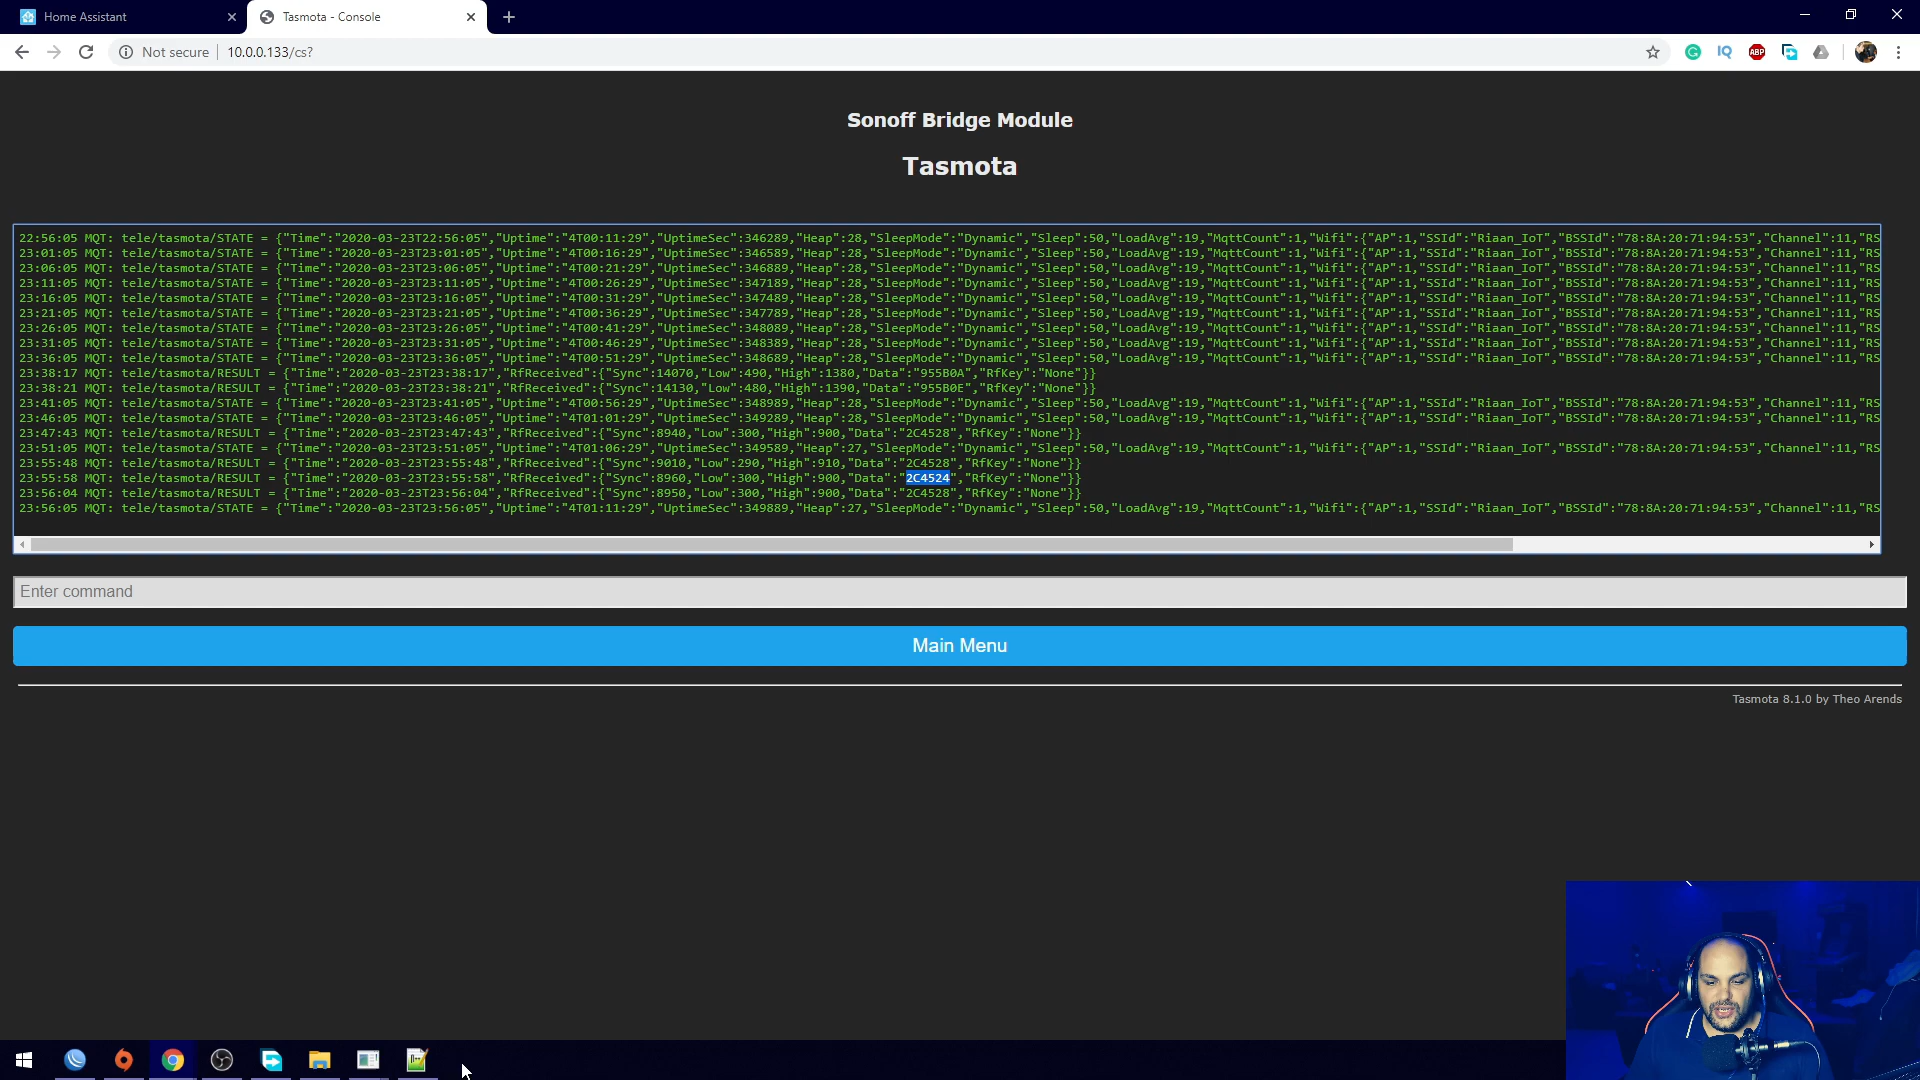 Home Assistant
Tasmota - Console
Not secure
10.0.0.133/cs?
IQ
ABP
Sonoff Bridge Module
Tasmota
22:56:05 MQT: tele/tasmota/STATE = {"Time":"2020-03-23T22:56:05","Uptime":"4T00:11:29","UptimeSec":346289,"Heap":28,"SleepMode":"Dynamic","Sleep":50,"LoadAvg":19,"MqttCount":1,"Wifi":{"AP":1,"SSId":"Riaan_IoT","BSSId":"78:8A:20:71:94:53","Channel":11,"RS
23:01:05 MQT: tele/tasmota/STATE = {"Time":"2020-03-23T23:01:05","Uptime":"4T00:16:29","UptimeSec":346589,"Heap":28,"SleepMode":"Dynamic","Sleep":50,"LoadAvg":19,"MqttCount":1,"Wifi":{"AP":1,"SSId":"Riaan_IoT","BSSId":"78:8A:20:71:94:53","Channel":11,"RS
23:06:05 MQT: tele/tasmota/STATE = {"Time":"2020-03-23T23:06:05","Uptime":"4T00:21:29","UptimeSec":346889,"Heap":28,"SleepMode":"Dynamic","Sleep":50,"LoadAvg":19,"MqttCount":1,"Wifi":{"AP":1,"SSId":"Riaan_IoT","BSSId":"78:8A:20:71:94:53","Channel":11,"RS
23:11:05 MQT: tele/tasmota/STATE = {"Time":"2020-03-23T23:11:05","Uptime":"4T00:26:29","UptimeSec":347189,"Heap":28,"SleepMode":"Dynamic","Sleep":50,"LoadAvg":19,"MqttCount":1,"Wifi":{"AP":1,"SSId":"Riaan_IoT","BSSId":"78:8A:20:71:94:53","Channel":11,"RS
23:16:05 MQT: tele/tasmota/STATE = {"Time":"2020-03-23T23:16:05","Uptime":"4T00:31:29","UptimeSec":347489,"Heap":28,"SleepMode":"Dynamic","Sleep":50,"LoadAvg":19,"MqttCount":1,"Wifi":{"AP":1,"SSId":"Riaan_IoT","BSSId":"78:8A:20:71:94:53","Channel":11,"RS
23:21:05 MQT: tele/tasmota/STATE = {"Time":"2020-03-23T23:21:05","Uptime":"4T00:36:29","UptimeSec":347789,"Heap":28,"SleepMode":"Dynamic","Sleep":50,"LoadAvg":19,"MqttCount":1,"Wifi":{"AP":1,"SSId":"Riaan_IoT","BSSId":"78:8A:20:71:94:53","Channel":11,"RS
23:26:05 MQT: tele/tasmota/STATE = {"Time":"2020-03-23T23:26:05","Uptime":"4T00:41:29","UptimeSec":348089,"Heap":28,"SleepMode":"Dynamic","Sleep":50,"LoadAvg":19,"MqttCount":1,"Wifi":{"AP":1,"SSId":"Riaan_IoT","BSSId":"78:8A:20:71:94:53","Channel":11,"RS
23:31:05 MQT: tele/tasmota/STATE = {"Time":"2020-03-23T23:31:05","Uptime":"4T00:46:29","UptimeSec":348389,"Heap":28,"SleepMode":"Dynamic","Sleep":50,"LoadAvg":19,"MqttCount":1,"Wifi":{"AP":1,"SSId":"Riaan_IoT","BSSId":"78:8A:20:71:94:53","Channel":11,"RS
23:36:05 MQT: tele/tasmota/STATE = {"Time":"2020-03-23T23:36:05","Uptime":"4T00:51:29","UptimeSec":348689,"Heap":28,"SleepMode":"Dynamic","Sleep":50,"LoadAvg":19,"MqttCount":1,"Wifi":{"AP":1,"SSId":"Riaan_IoT","BSSId":"78:8A:20:71:94:53","Channel":11,"RS
23:38:17 MQT: tele/tasmota/RESULT = {"Time":"2020-03-23T23:38:17","RfReceived":{"Sync":14070,"Low":490,"High":1380,"Data":"955B0A","RfKey":"None"}}
23:38:21 MQT: tele/tasmota/RESULT = {"Time":"2020-03-23T23:38:21","RfReceived":{"Sync":14130,"Low":480,"High":1390,"Data":"955B0E","RfKey":"None"}}
23:41:05 MQT: tele/tasmota/STATE = {"Time":"2020-03-23T23:41:05","Uptime":"4T00:56:29","UptimeSec":348989,"Heap":28,"SleepMode":"Dynamic","Sleep":50,"LoadAvg":19,"MqttCount":1,"Wifi":{"AP":1,"SSId":"Riaan_IoT","BSSId":"78:8A:20:71:94:53","Channel":11,"RS
23:46:05 MQT: tele/tasmota/STATE = {"Time":"2020-03-23T23:46:05","Uptime":"4T01:01:29","UptimeSec":349289,"Heap":28,"SleepMode":"Dynamic","Sleep":50,"LoadAvg":19,"MqttCount":1,"Wifi":{"AP":1,"SSId":"Riaan_IoT","BSSId":"78:8A:20:71:94:53","Channel":11,"RS
23:47:43 MQT: tele/tasmota/RESULT = {"Time":"2020-03-23T23:47:43","RfReceived":{"Sync":8940,"Low":300,"High":900,"Data":"2C4528","RfKey":"None"}}
23:51:05 MQT: tele/tasmota/STATE = {"Time":"2020-03-23T23:51:05","Uptime":"4T01:06:29","UptimeSec":349589,"Heap":27,"SleepMode":"Dynamic","Sleep":50,"LoadAvg":19,"MqttCount":1,"Wifi":{"AP":1,"SSId":"Riaan_IoT","BSSId":"78:8A:20:71:94:53","Channel":11,"RS
23:55:48 MQT: tele/tasmota/RESULT = {"Time":"2020-03-23T23:55:48","RfReceived":{"Sync":9010,"Low":290,"High":910,"Data":"2C4528","RfKey":"None"}}
23:55:58 MQT: tele/tasmota/RESULT = {"Time":"2020-03-23T23:55:58","RfReceived":{"Sync":8960,"Low":300,"High":900,"Data":"2C4524","RfKey":"None"}}
23:56:04 MQT: tele/tasmota/RESULT = {"Time":"2020-03-23T23:56:04","RfReceived":{"Sync":8950,"Low":300,"High":900,"Data":"2C4528","RfKey":"None"}}
23:56:05 MQT: tele/tasmota/STATE = {"Time":"2020-03-23T23:56:05","Uptime":"4T01:11:29","UptimeSec":349889,"Heap":27,"SleepMode":"Dynamic","Sleep":50,"LoadAvg":19,"MqttCount":1,"Wifi":{"AP":1,"SSId":"Riaan_IoT","BSSId":"78:8A:20:71:94:53","Channel":11,"RS
Enter command
Main Menu
Tasmota 8.1.0 by Theo Arends